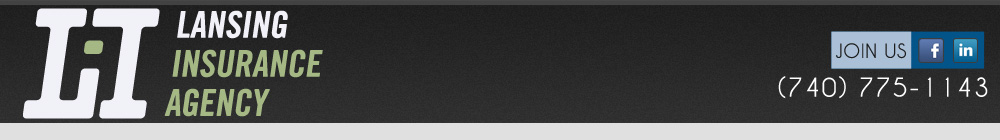 LI
LANSING
INSURANCE
AGENCY
JOIN US f in
(740) 775-1143